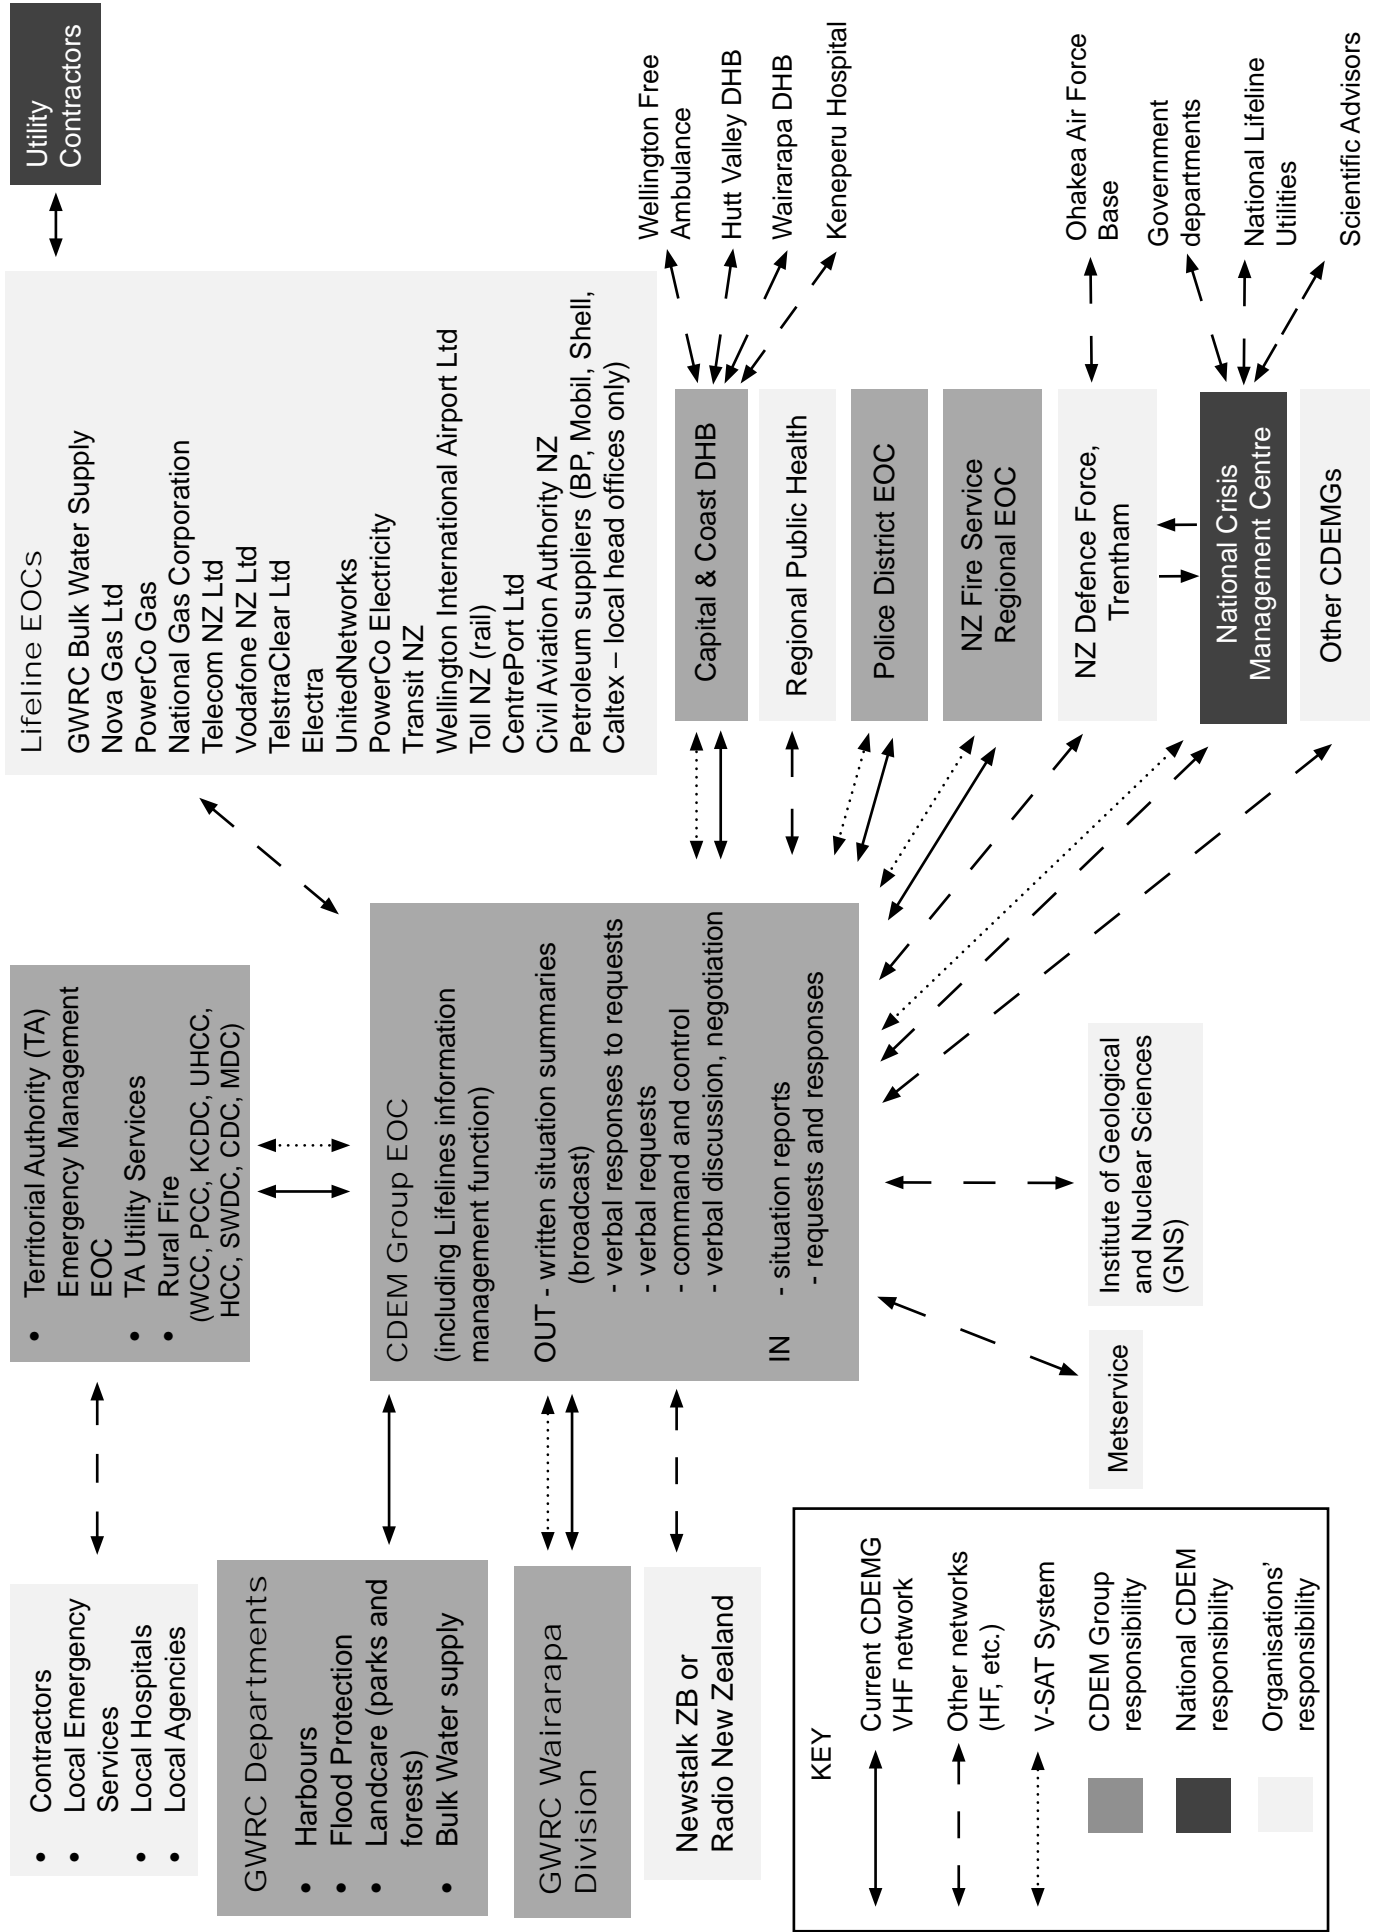 • Contractors
• Local Emergency
Services
• Local Hospitals
• Local Agencies
• Territorial Authority (TA)
Emergency Management
EOC
• TA Utility Services
• Rural Fire
(WCC, PCC, KCDC, UHCC,
HCC, SWDC, CDC, MDC)
Lifeline EOCs
GWRC Bulk Water Supply
Nova Gas Ltd
PowerCo Gas
National Gas Corporation
Telecom NZ Ltd
Vodafone NZ Ltd
TelstraClear Ltd
Electra
UnitedNetworks
PowerCo Electricity
Transit NZ
Wellington International Airport Ltd
Toll NZ (rail)
CentrePort Ltd
Civil Aviation Authority NZ
Petroleum suppliers (BP, Mobil, Shell,
Caltex – local head offices only)
Utility
Contractors
GWRC Departments
• Harbours
• Flood Protection
• Landcare (parks and
forests)
• Bulk Water supply
GWRC Wairarapa
Division
Newstalk ZB or
Radio New Zealand
CDEM Group EOC
(including Lifelines information
management function)
OUT - written situation summaries
(broadcast)
- verbal responses to requests
- verbal requests
- command and control
- verbal discussion, negotiation
IN - situation reports
- requests and responses
Capital & Coast DHB
Regional Public Health
Police District EOC
NZ Fire Service
Regional EOC
NZ Defence Force,
Trentham
National Crisis
Management Centre
Other CDEMGs
Wellington Free
Ambulance
Hutt Valley DHB
Wairarapa DHB
Keneperu Hospital
Ohakea Air Force
Base
Government
departments
National Lifeline
Utilities
Scientific Advisors
Metservice
Institute of Geological
and Nuclear Sciences
(GNS)
KEY
Current CDEMG
VHF network
Other networks
(HF, etc.)
V-SAT System
CDEM Group
responsibility
National CDEM
responsibility
Organisations'
responsibility